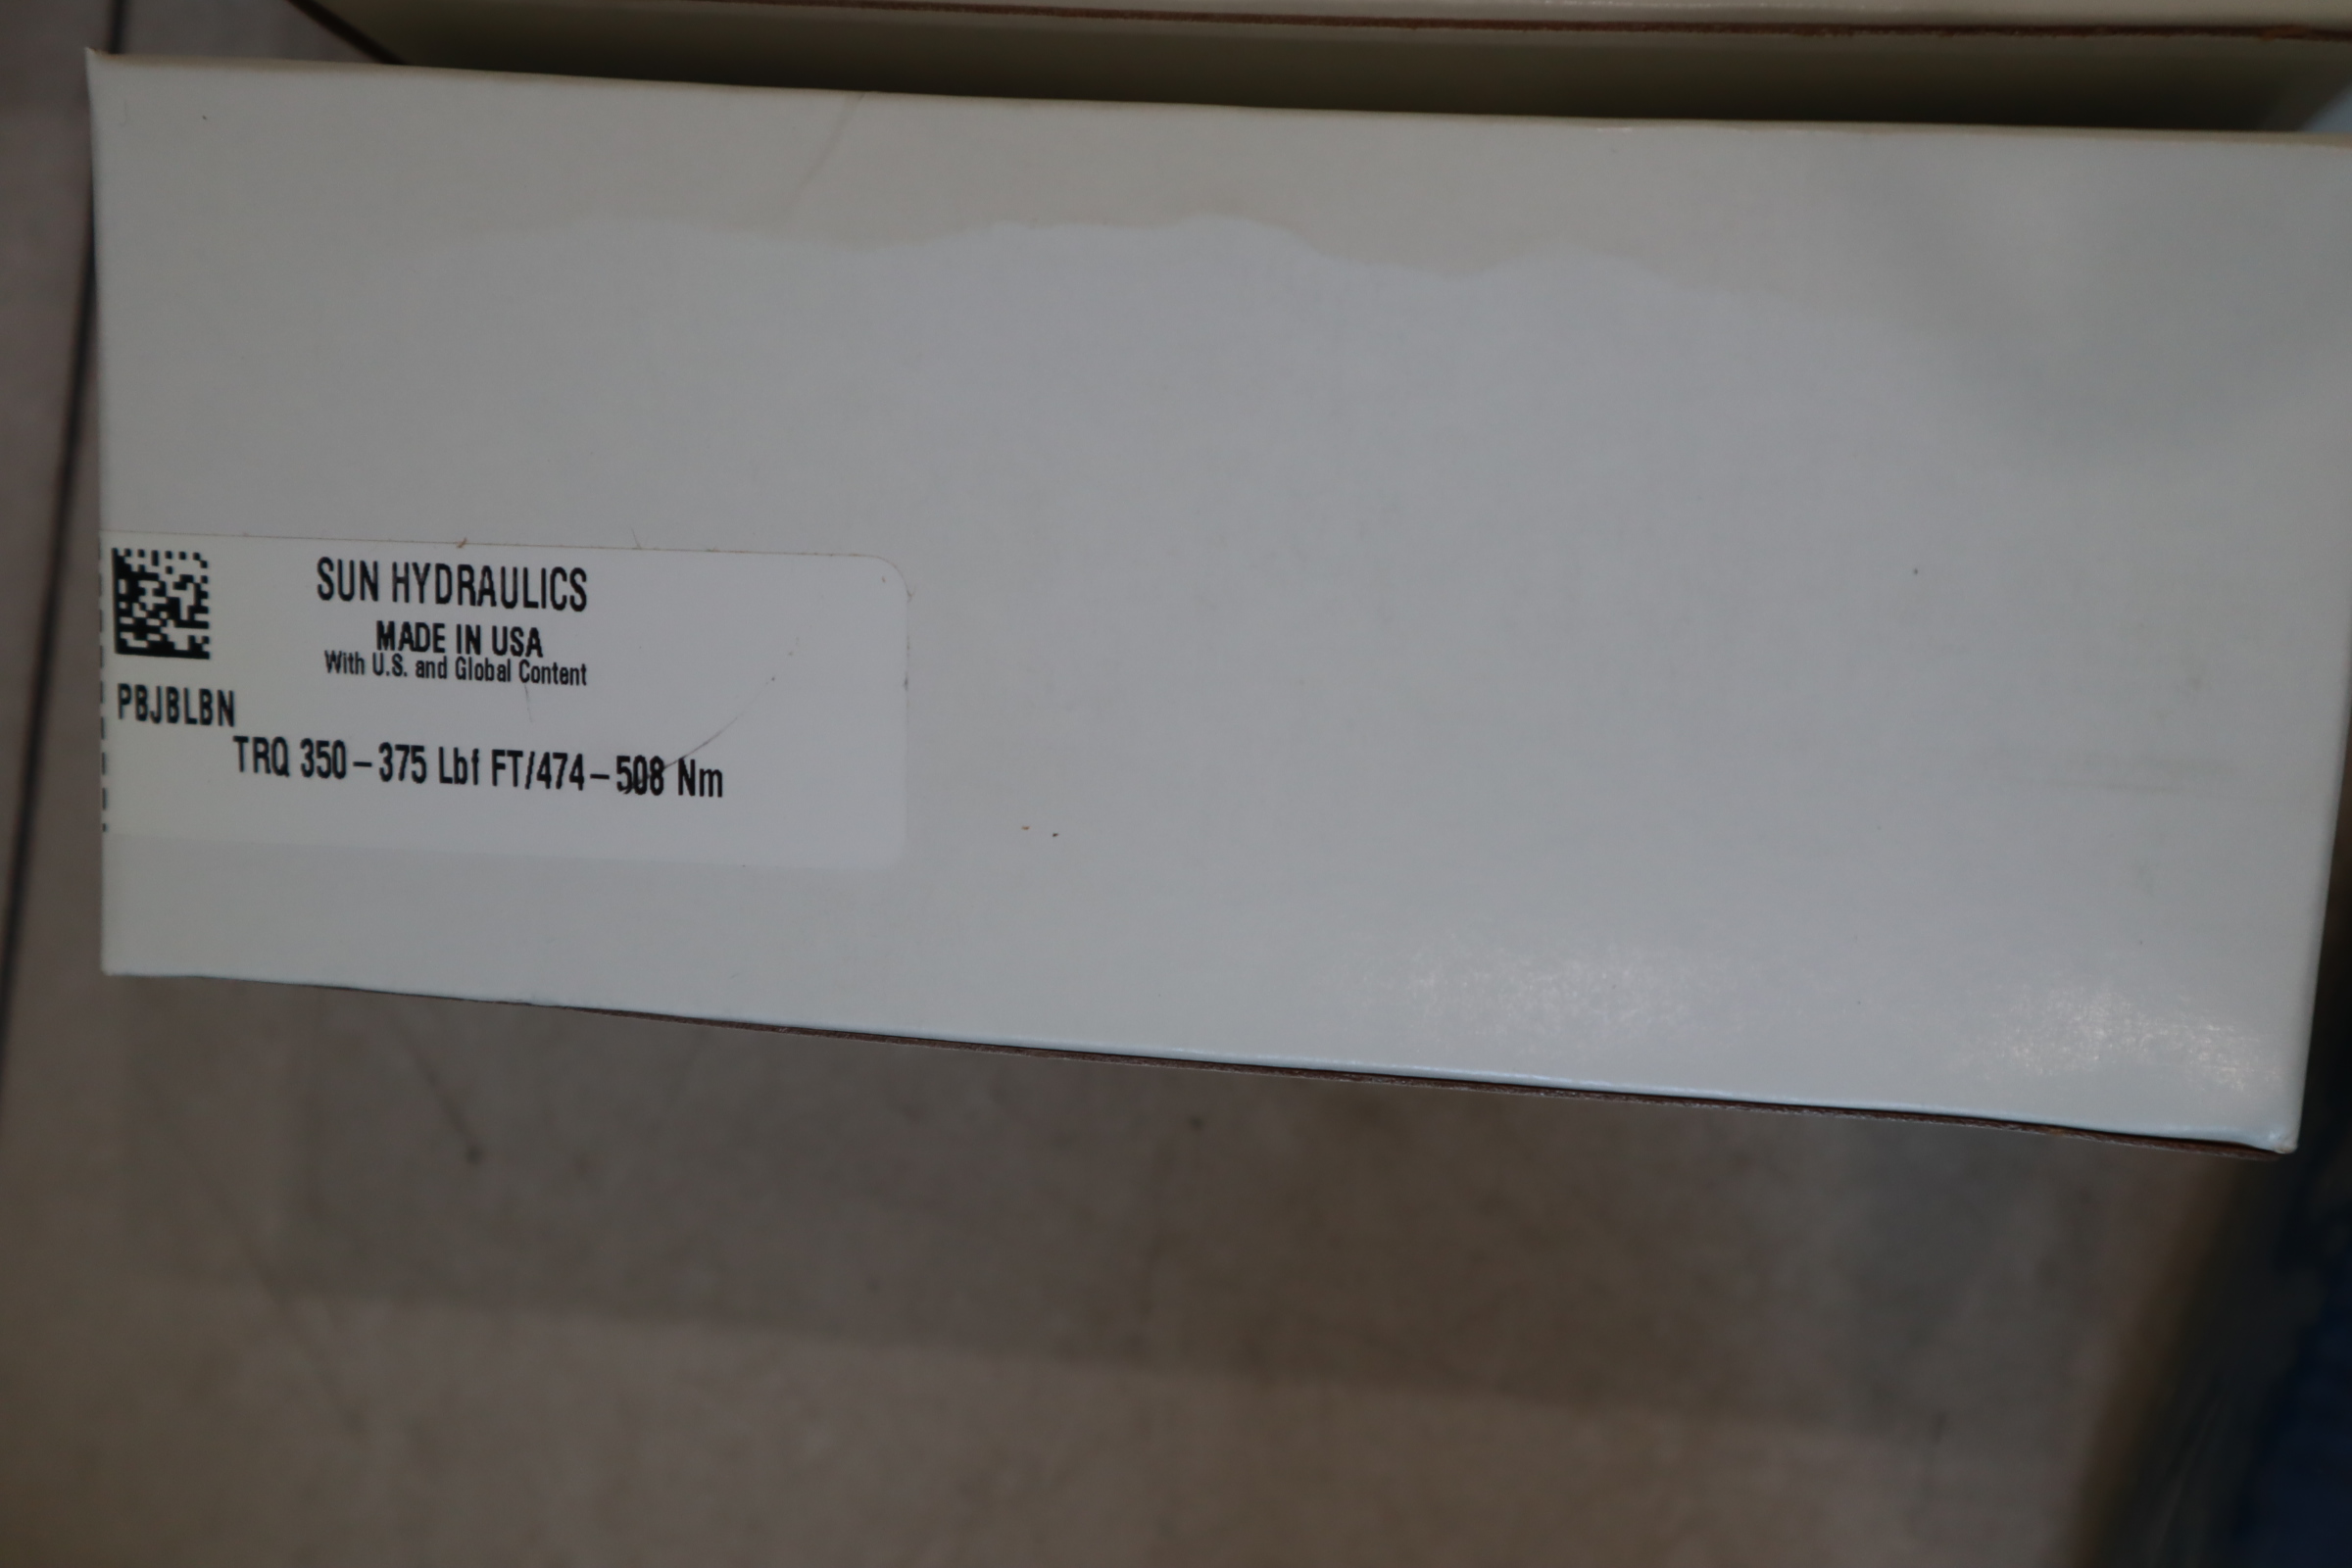 SUN HYDRAULICS
MADE IN USA
With U.S. and Global Content
PBJBLBN
TRQ 350-375 Lbf FT/474-508 Nm